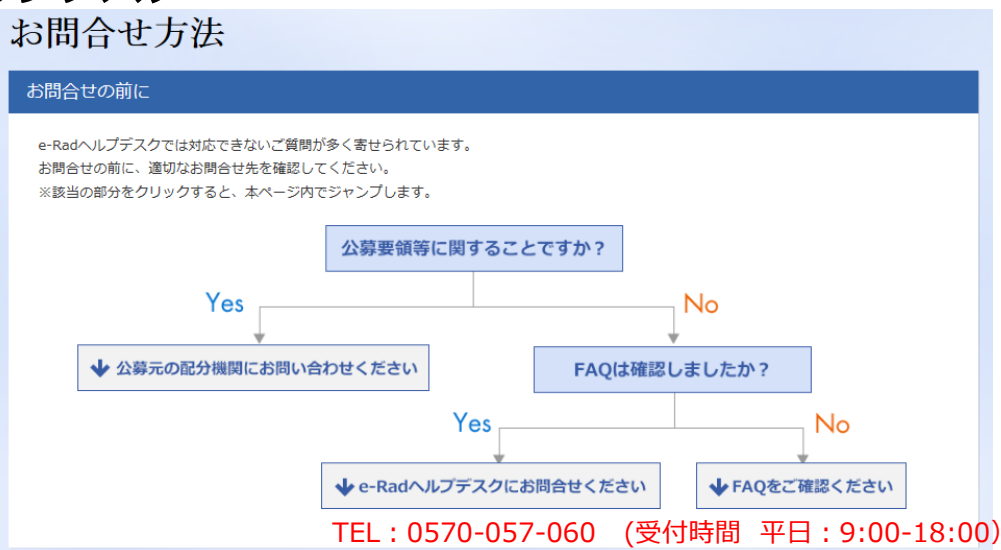 お問合せ方法
お問合せの前に
e-Radヘルプデスクでは対応できないご質問が多く寄せられています。
お問合せの前に、適切なお問合せ先を確認してください。
※該当の部分をクリックすると、本ページ内でジャンプします。
公募要領等に関することですか？
Yes
No
公募元の配分機関にお問い合わせください
FAQは確認しましたか？
Yes
No
e-Radヘルプデスクにお問合せください
FAQをご確認ください
TEL：0570-057-060 (受付時間 平日：9:00-18:00)